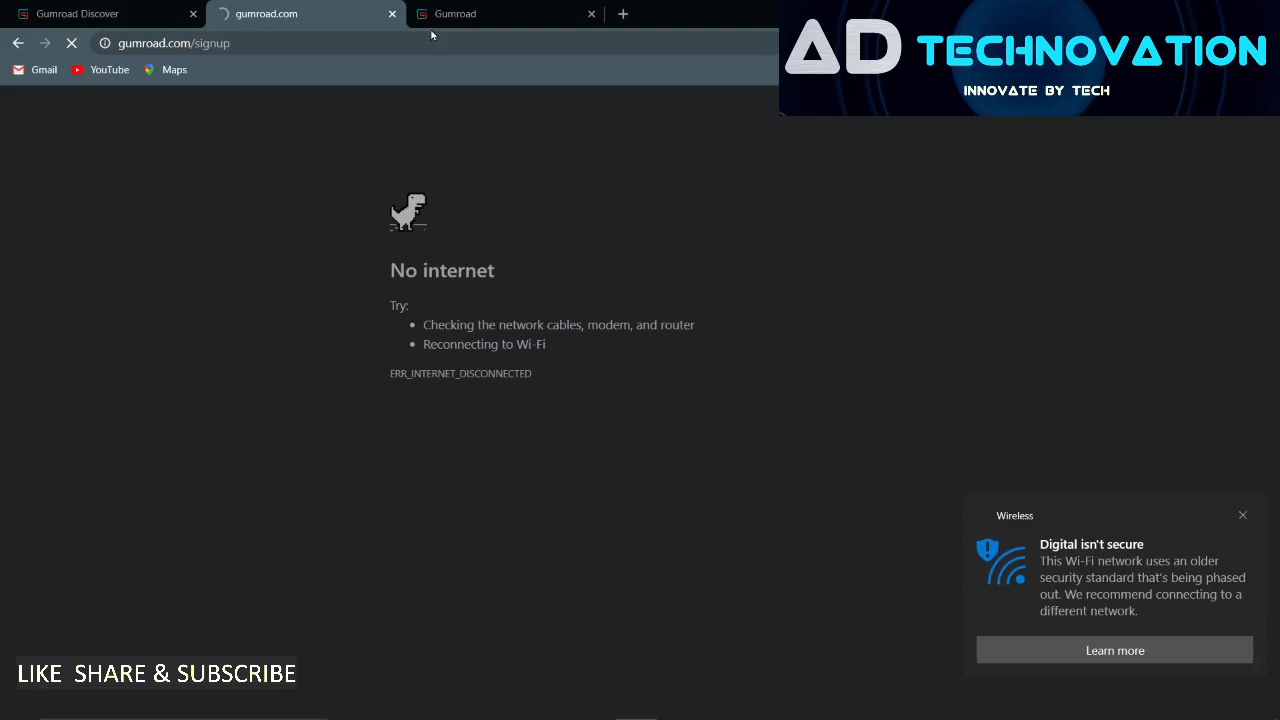 Gumroad Discover
gumroad.com
Gumroad
gumroad.com/signup
Gmail
YouTube
Maps
AD TECHNOVATION
INNOVATE BY TECH
No internet
Try:
• Checking the network cables, modem, and router
• Reconnecting to Wi-Fi
ERR_INTERNET_DISCONNECTED
Wireless
Digital isn't secure
This Wi-Fi network uses an older
security standard that's being phased
out. We recommend connecting to a
different network.
Learn more
LIKE SHARE & SUBSCRIBE